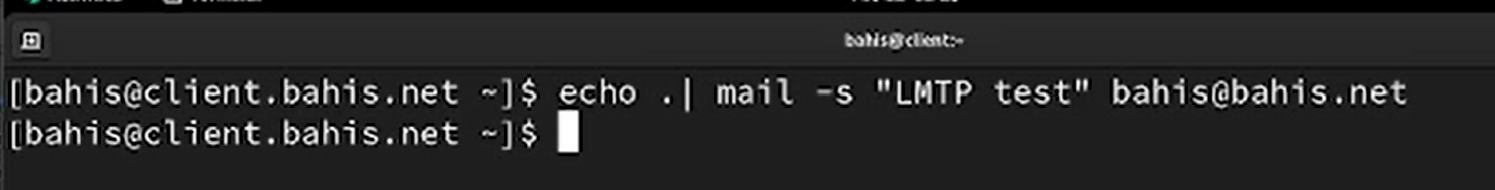 bahis@client:~
[bahis@client.bahis.net ~]$ echo .| mail -s "LMTP test" bahis@bahis.net
[bahis@client.bahis.net ~]$